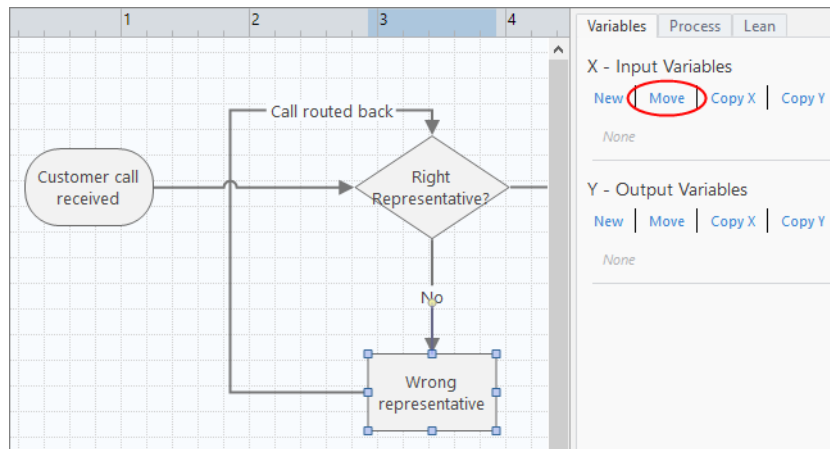 1 2 3 4
Variables Process Lean
X - Input Variables
New Move Copy X Copy Y
None
Y - Output Variables
New Move Copy X Copy Y
None
Call routed back
Customer call
received
Right
Representative?
No
Wrong
representative